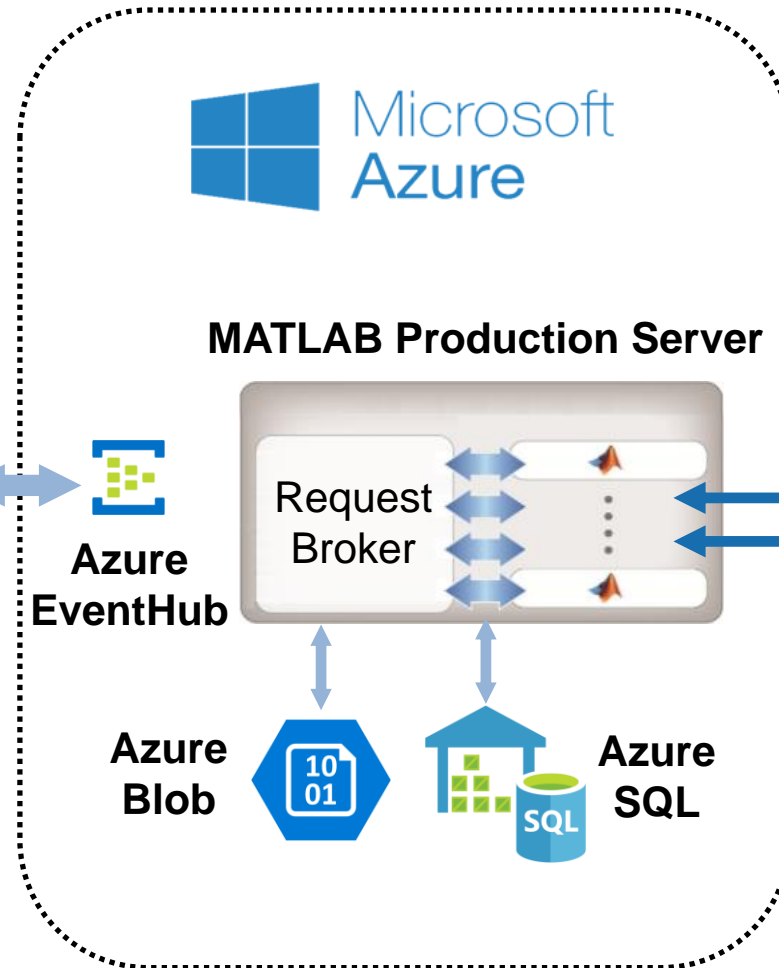 Microsoft
Azure
MATLAB Production Server
Request
Broker
Azure
EventHub
Azure
Blob
10
01
Azure
SQL
SQL